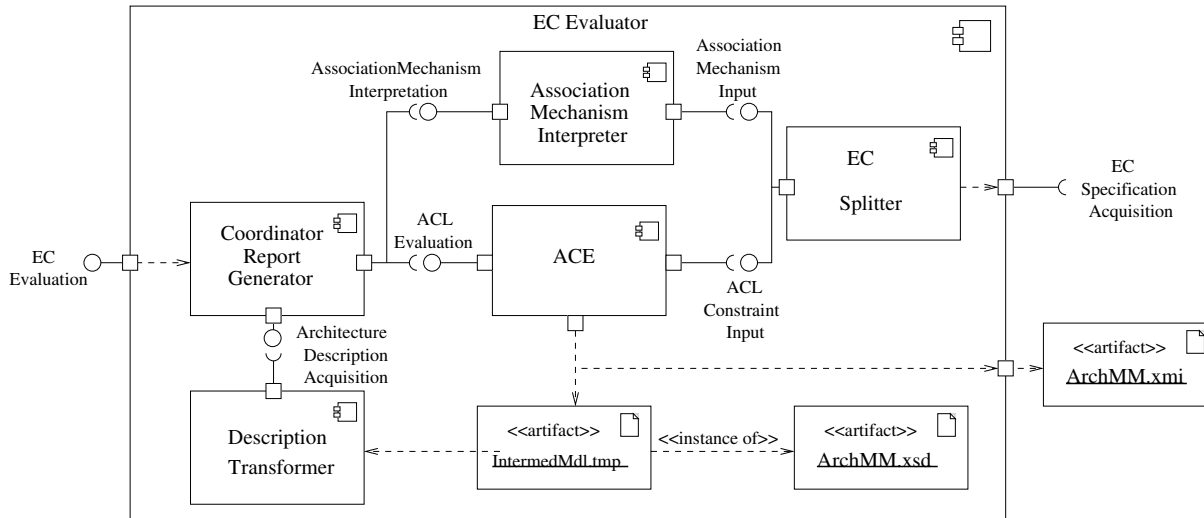 EC Evaluator
AssociationMechanism
Interpretation
Association
Mechanism
Interpreter
Association
Mechanism
Input
EC
Splitter
EC
Specification
Acquisition
EC
Evaluation
Coordinator
Report
Generator
ACL
Evaluation
ACE
ACL
Constraint
Input
Architecture
Description
Acquisition
Description
Transformer
<<artifact>>
IntermedMdl.tmp
<<instance of>>
<<artifact>>
ArchMM.xsd
<<artifact>>
ArchMM.xmi